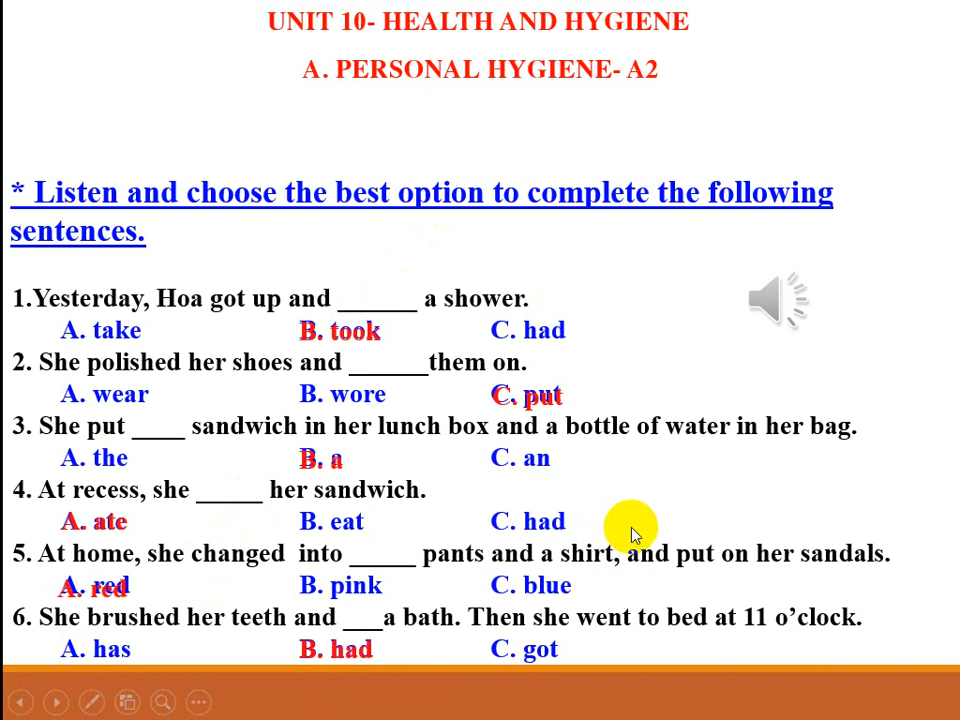 UNIT 10- HEALTH AND HYGIENE
A. PERSONAL HYGIENE- A2
* Listen and choose the best option to complete the following
sentences.
1.Yesterday, Hoa got up and ______ a shower.
A. take B. took C. had
2. She polished her shoes and ______them on.
A. wear B. wore C. put
3. She put ____ sandwich in her lunch box and a bottle of water in her bag.
A. the B. a C. an
4. At recess, she _____ her sandwich.
A. ate B. eat C. had
5. At home, she changed into _____ pants and a shirt, and put on her sandals.
A. red B. pink C. blue
6. She brushed her teeth and ___a bath. Then she went to bed at 11 o’clock.
A. has B. had C. got